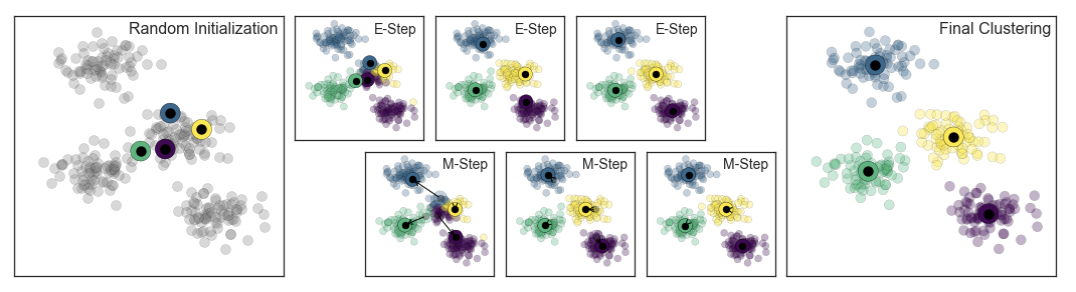 Random Initialization
E-Step
E-Step
E-Step
M-Step
M-Step
M-Step
Final Clustering